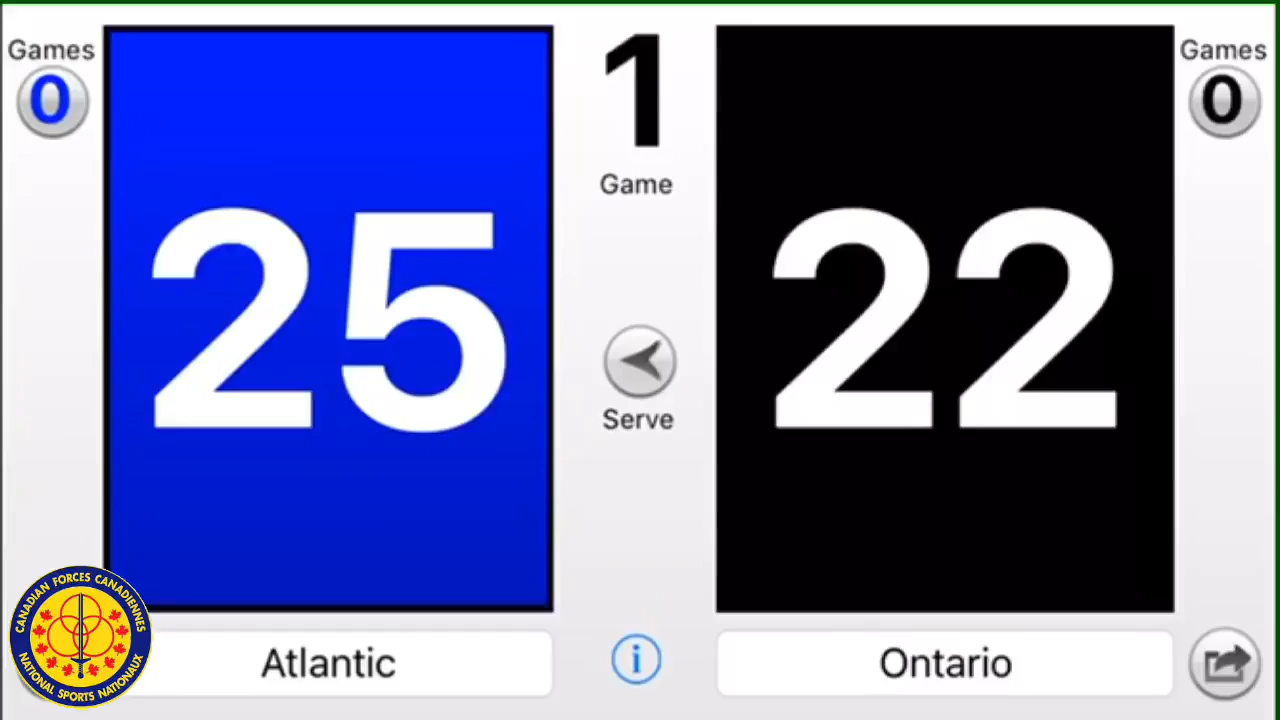 Games
0
25
1
Game
Serve
22
Games
0
Atlantic
i
Ontario
CANADIAN FORCES CANADIENNES
NATIONAL SPORTS NATIONAUX